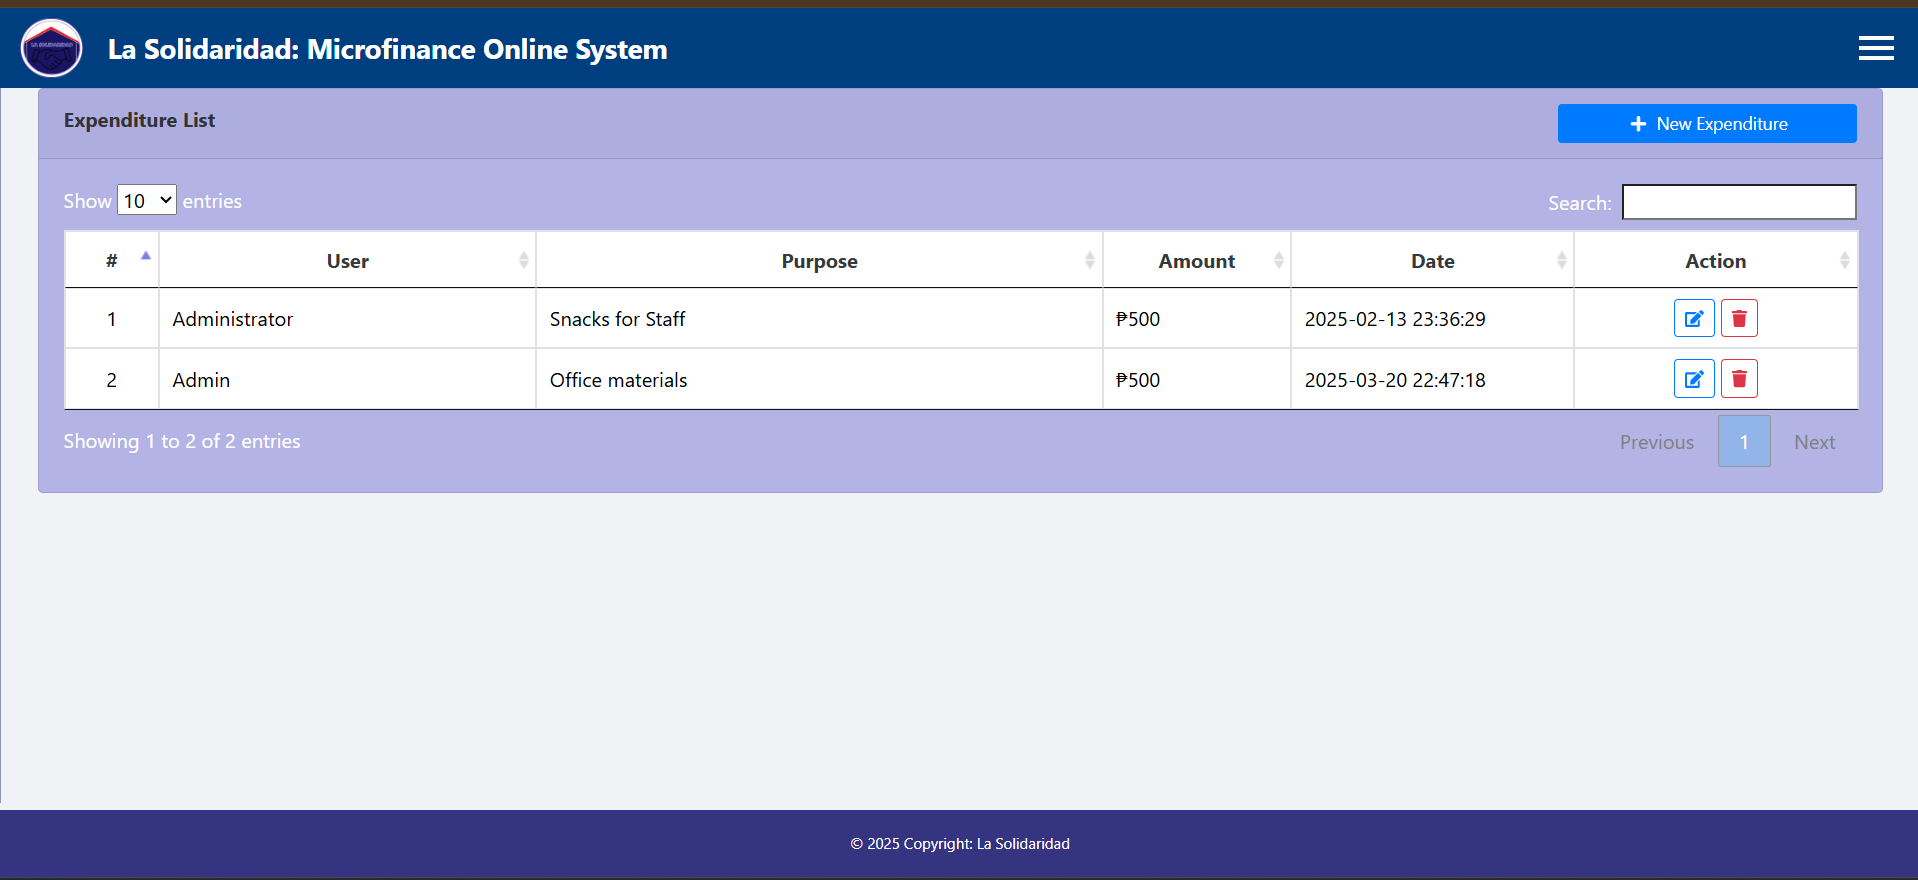 LA SOLIDARIDAD
La Solidaridad: Microfinance Online System
Expenditure List
New Expenditure
Show 10 entries
Search:
# User Purpose Amount Date Action
1 Administrator Snacks for Staff ₱500 2025-02-13 23:36:29
2 Admin Office materials ₱500 2025-03-20 22:47:18
Showing 1 to 2 of 2 entries
Previous 1 Next
© 2025 Copyright: La Solidaridad